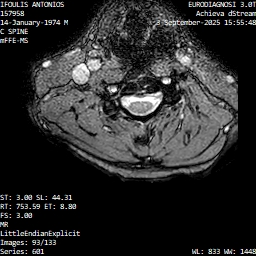 IFOULIS ANTONIOS
157958
14-January-1974 M
C SPINE
mFFE-MS
EURODIAGNOSI 3.0T
Achieva dStream
3 September-2025 15:55:48
ST: 3.00 SL: 44.31
RT: 753.59 ET: 8.80
FS: 3.00
MR
LittleEndianExplicit
Images: 93/133
Series: 601
WL: 833 WW: 1448